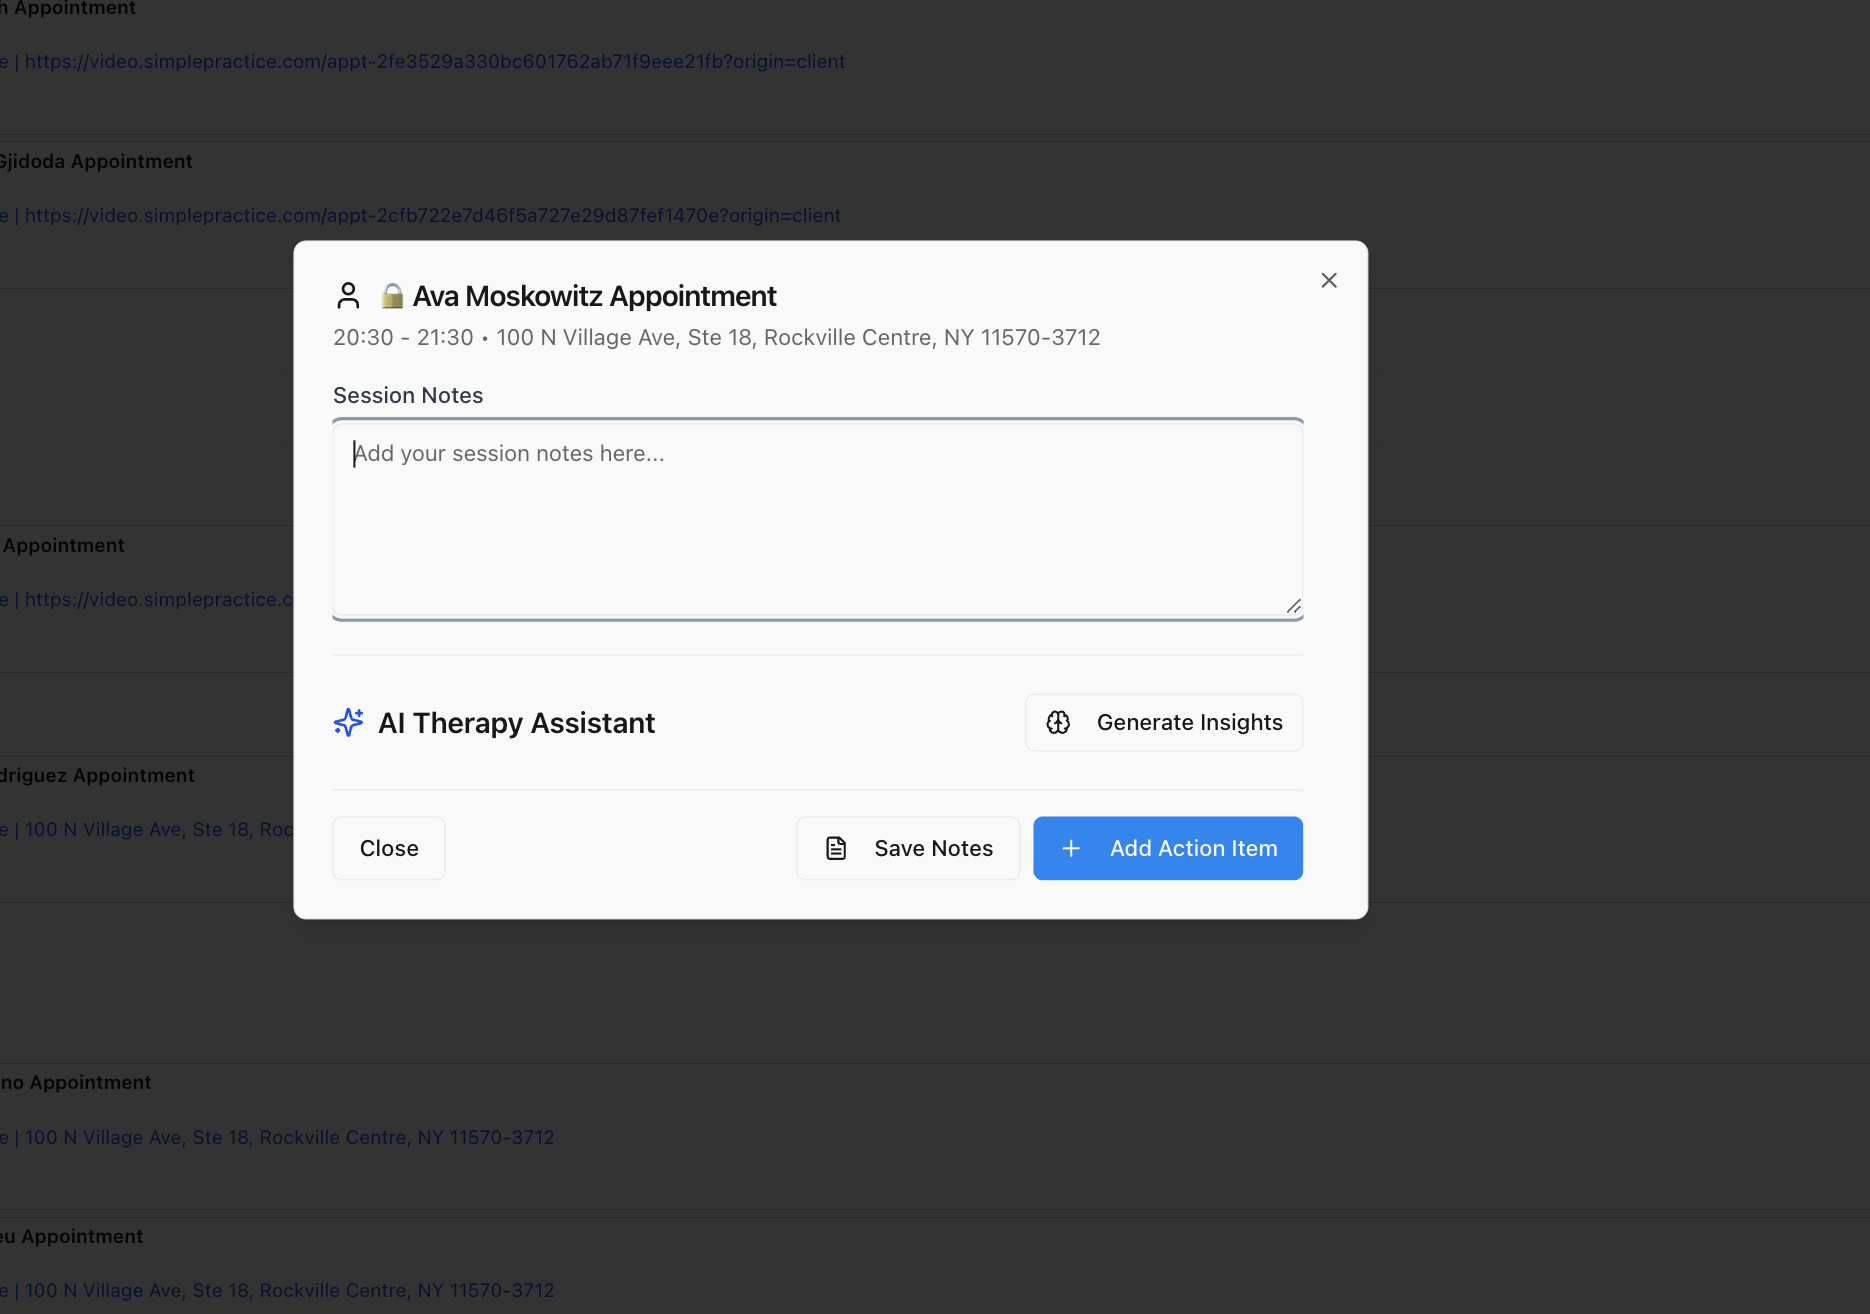 h Appointment
e | https://video.simplepractice.com/appt-2fe3529a330bc601762ab71f9eee21fb?origin=client
Gjidoda Appointment
e | https://video.simplepractice.com/appt-2cfb722e7d46f5a727e29d87fef1470e?origin=client
🔒 Ava Moskowitz Appointment
20:30 - 21:30 • 100 N Village Ave, Ste 18, Rockville Centre, NY 11570-3712
Session Notes
Add your session notes here...
Appointment
e | https://video.simplepractice.c
AI Therapy Assistant
Generate Insights
driguez Appointment
e | 100 N Village Ave, Ste 18, Roc
Close
Save Notes
Add Action Item
no Appointment
e | 100 N Village Ave, Ste 18, Rockville Centre, NY 11570-3712
eu Appointment
e | 100 N Village Ave, Ste 18, Rockville Centre, NY 11570-3712